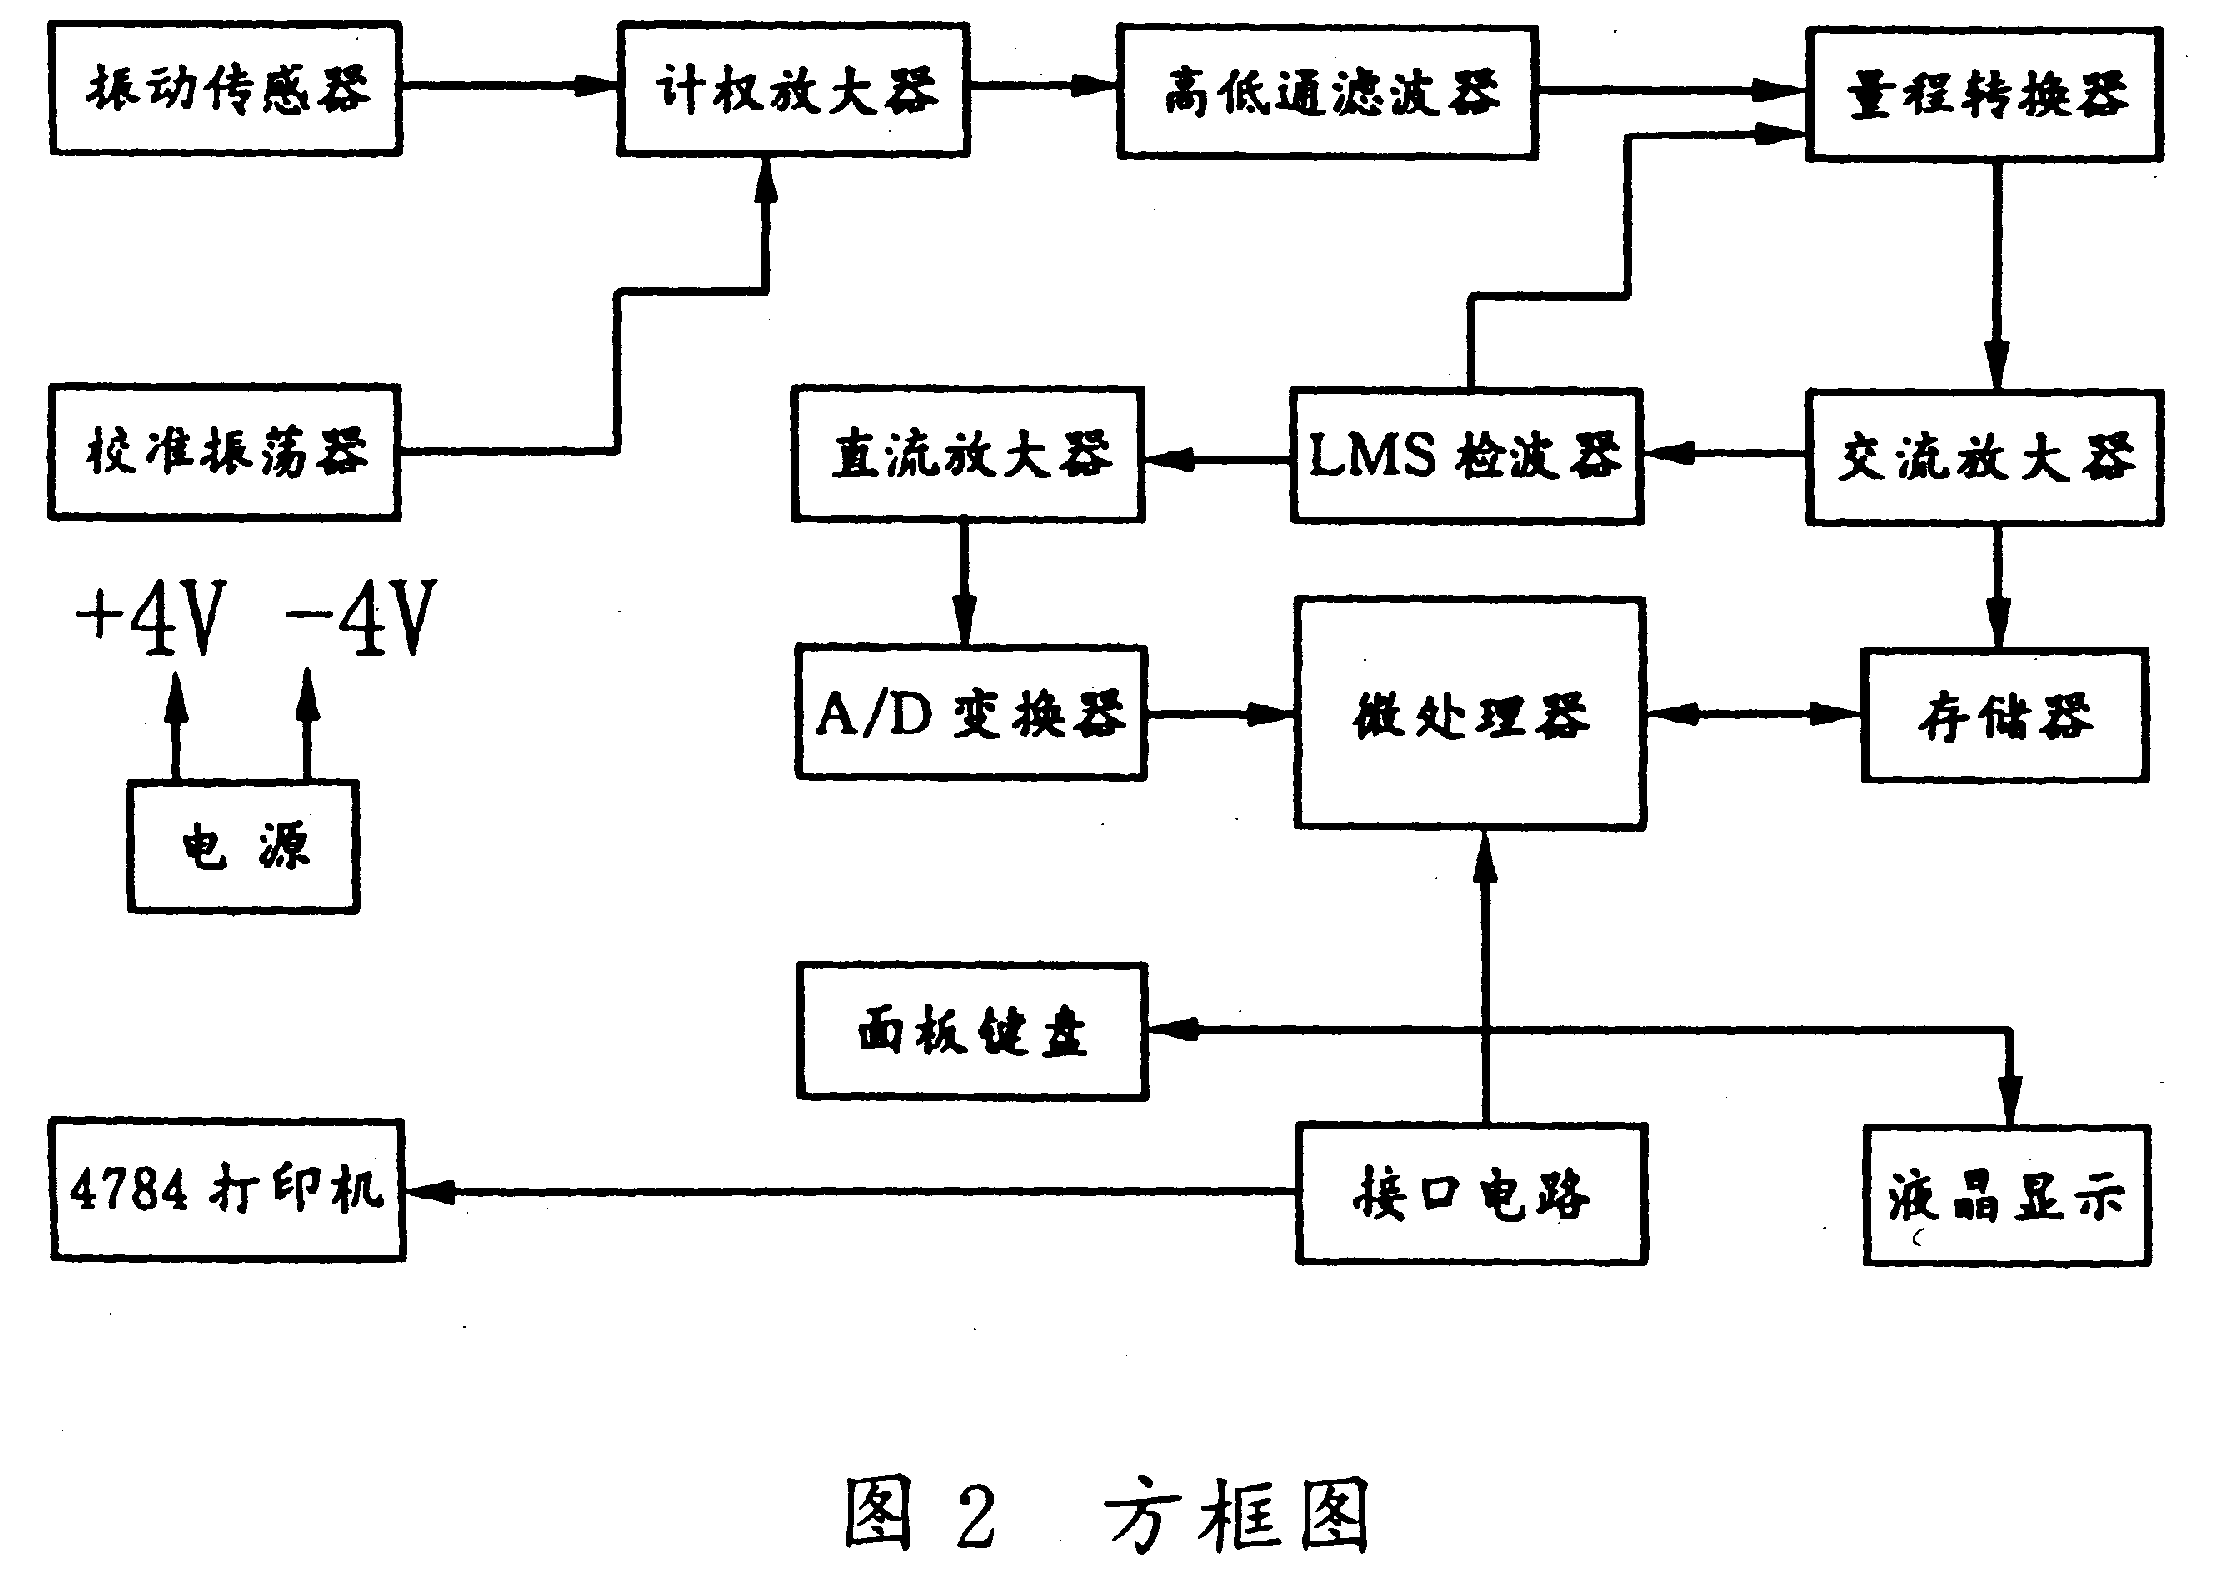 振动传感器
计权放大器
高低通滤波器
量程转换器
校准振荡器
直流放大器
LMS 检波器
交流放大器
+4V -4V
A/D 变换器
微处理器
存储器
电 源
面板键盘
4784 打印机
接口电路
液晶显示
图 2 方框图